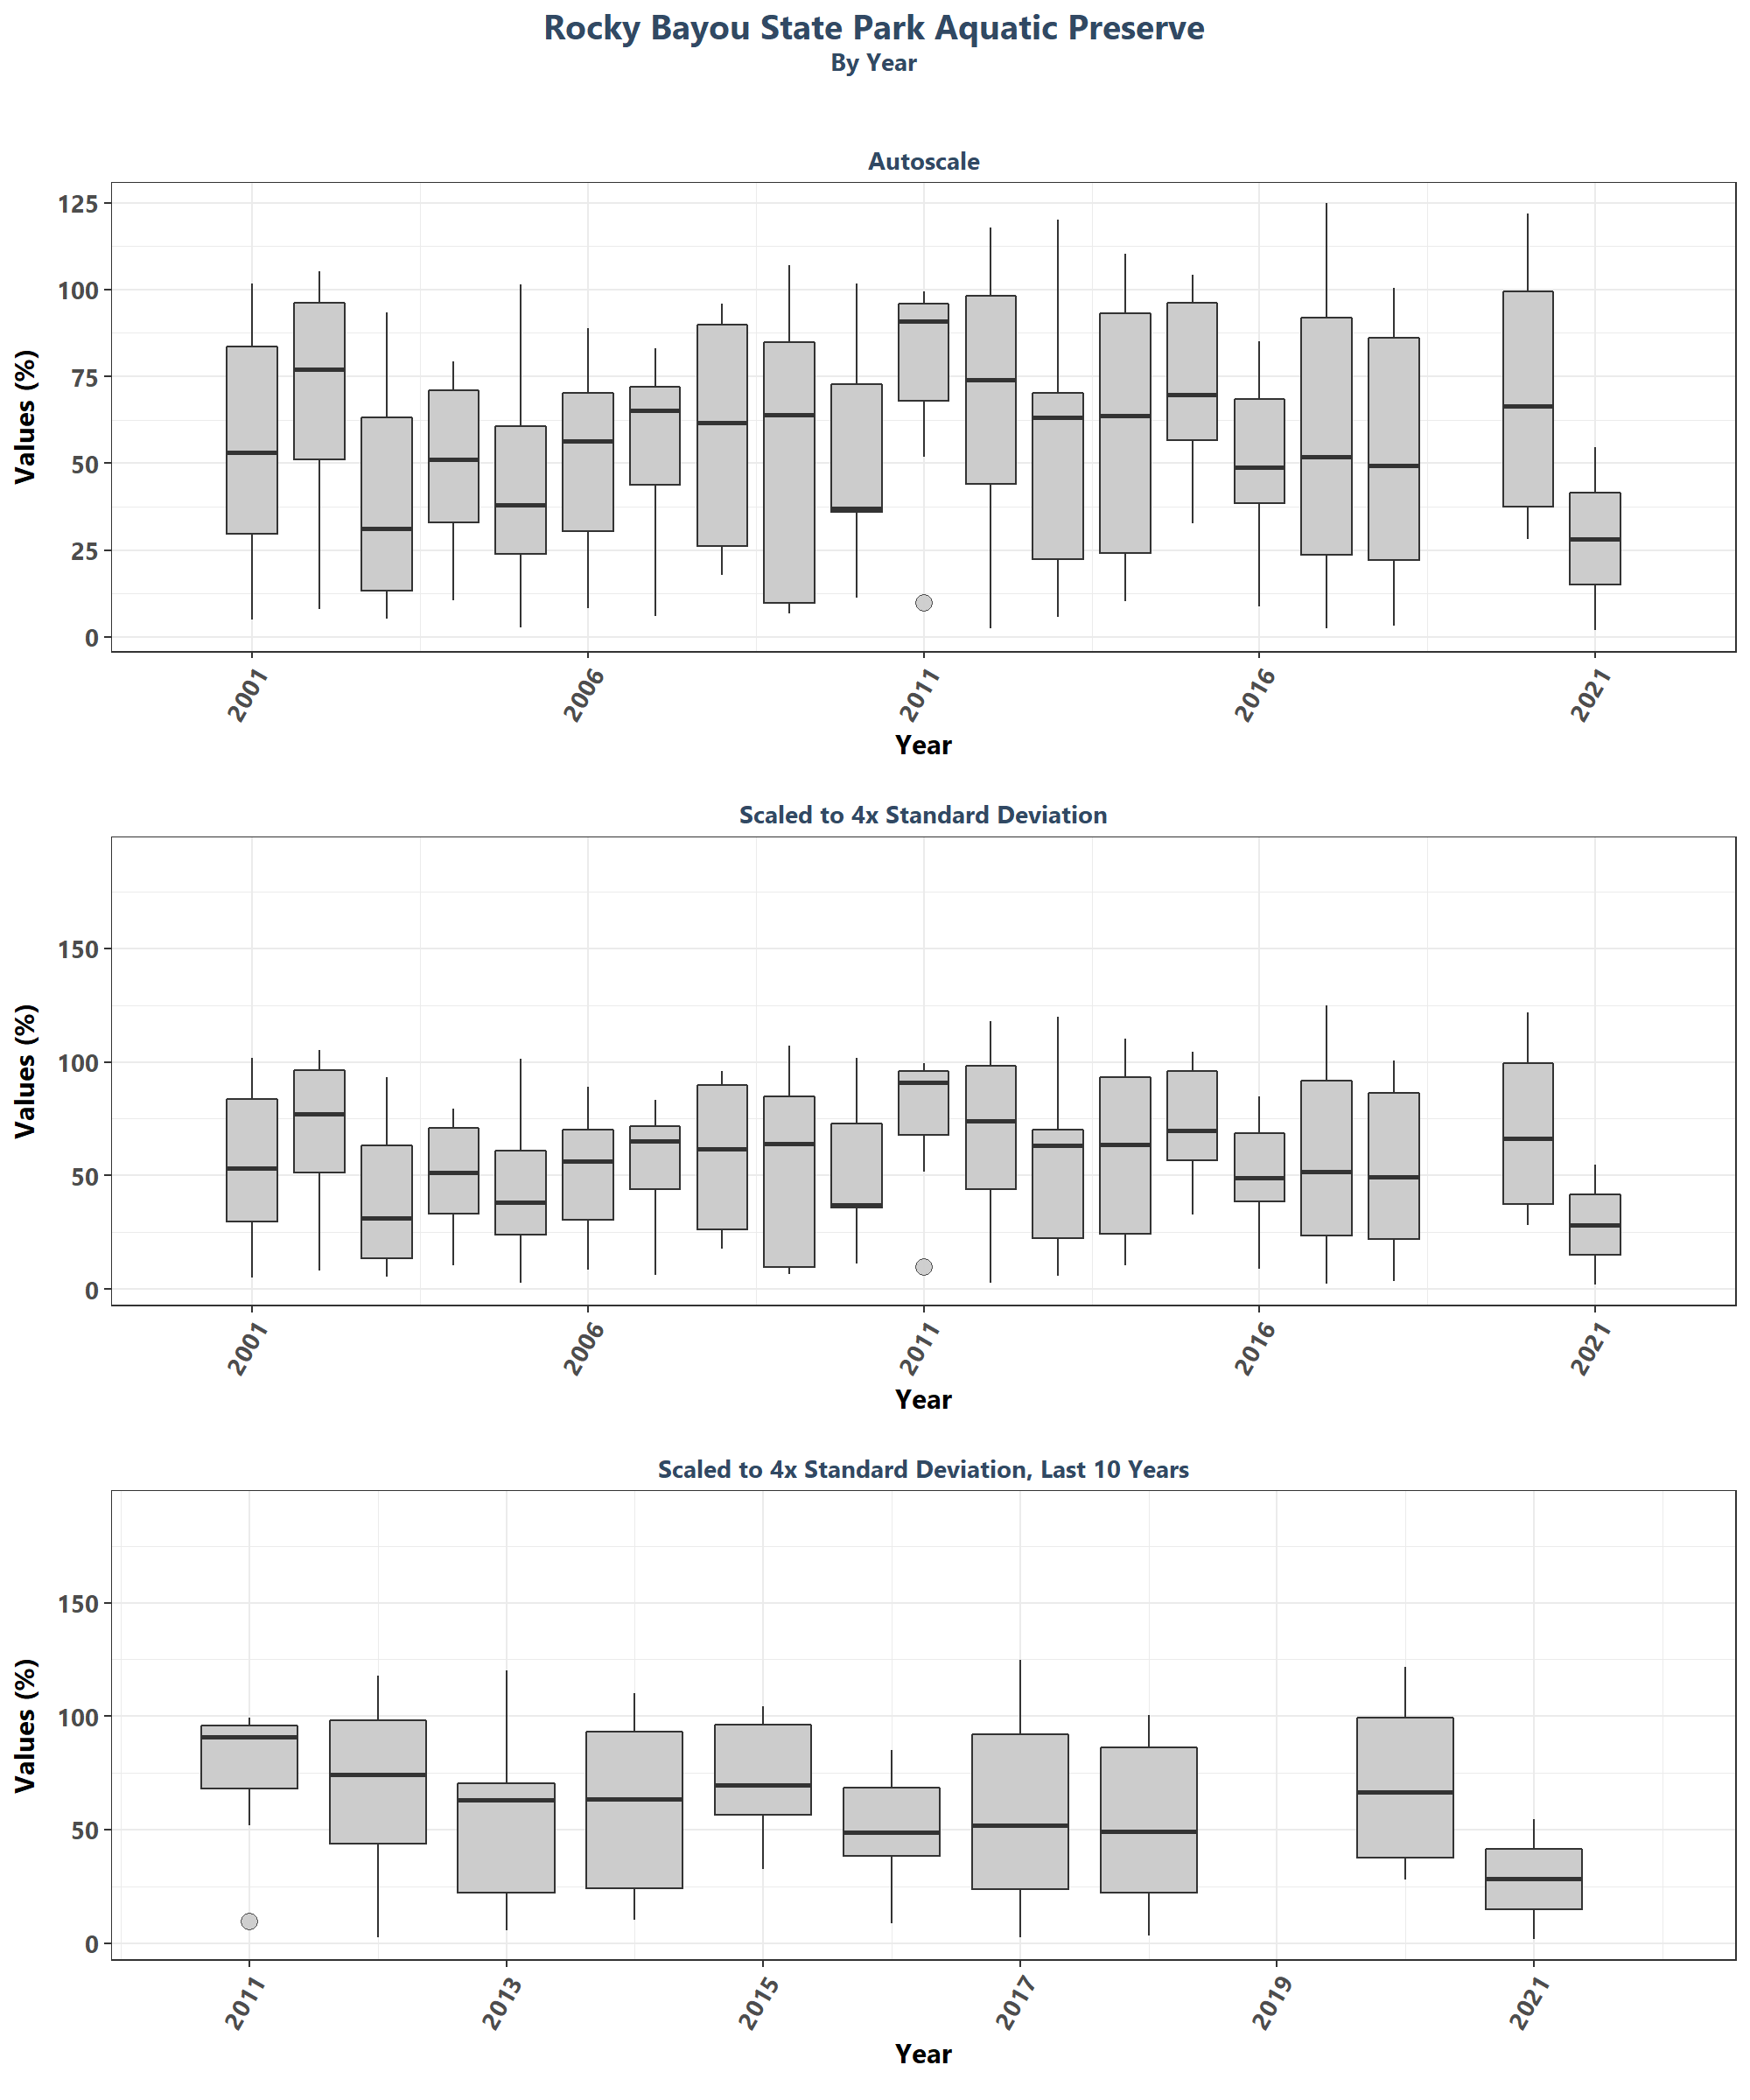 Rocky Bayou State Park Aquatic Preserve
By Year
Autoscale
Values (%)
125
100
75
50
25
0
2001
2006
2011
2016
2021
Year
Scaled to 4x Standard Deviation
Values (%)
150
100
50
0
2001
2006
2011
2016
2021
Year
Scaled to 4x Standard Deviation, Last 10 Years
Values (%)
150
100
50
0
2011
2013
2015
2017
2019
2021
Year